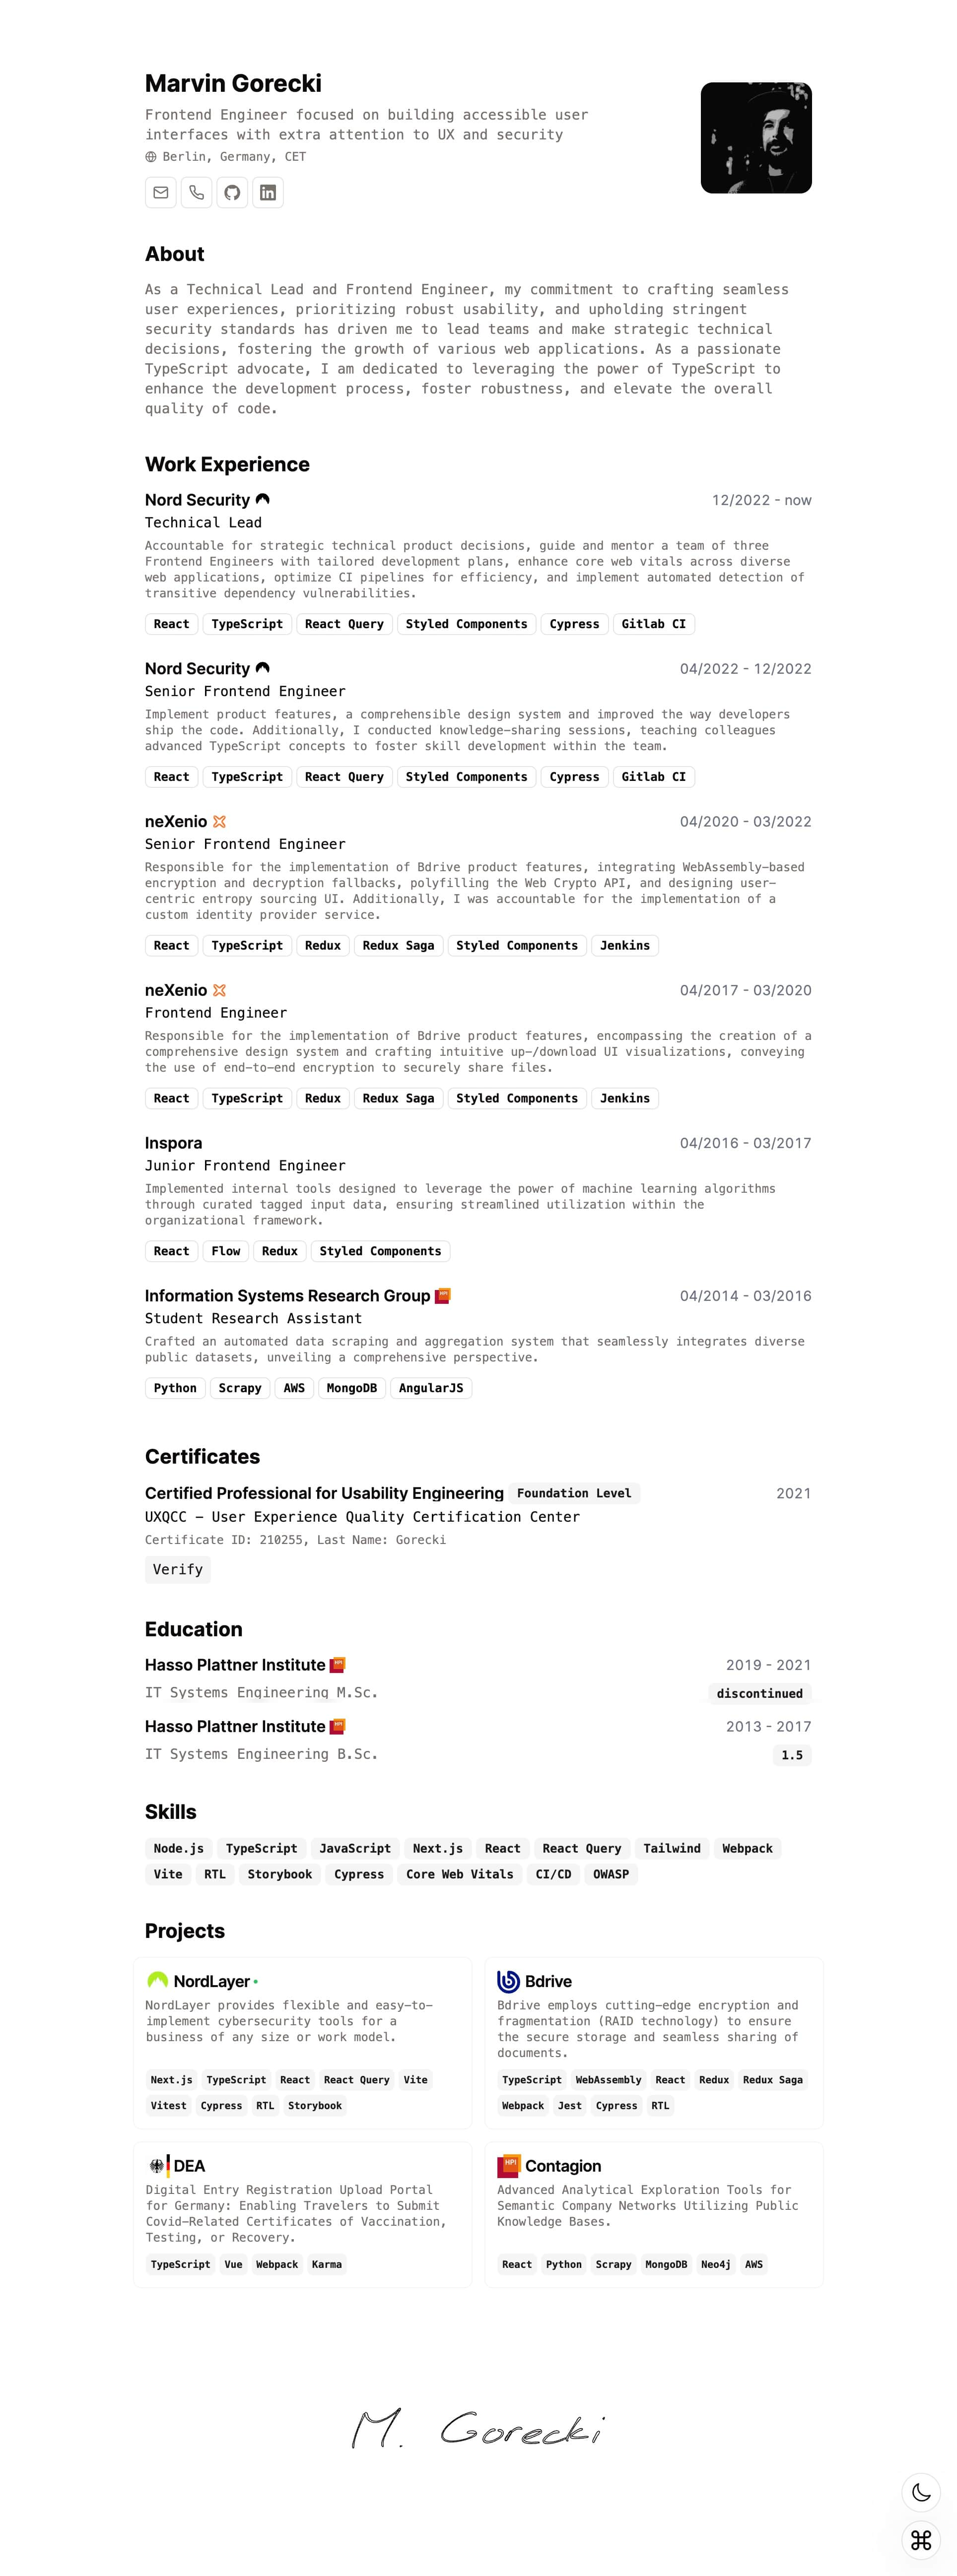 Marvin Gorecki
Frontend Engineer focused on building accessible user
interfaces with extra attention to UX and security
Berlin, Germany, CET
About
As a Technical Lead and Frontend Engineer, my commitment to crafting seamless
user experiences, prioritizing robust usability, and upholding stringent
security standards has driven me to lead teams and make strategic technical
decisions, fostering the growth of various web applications. As a passionate
TypeScript advocate, I am dedicated to leveraging the power of TypeScript to
enhance the development process, foster robustness, and elevate the overall
quality of code.
Work Experience
Nord Security 12/2022 - now
Technical Lead
Accountable for strategic technical product decisions, guide and mentor a team of three
Frontend Engineers with tailored development plans, enhance core web vitals across diverse
web applications, optimize CI pipelines for efficiency, and implement automated detection of
transitive dependency vulnerabilities.
React TypeScript React Query Styled Components Cypress Gitlab CI
Nord Security 04/2022 - 12/2022
Senior Frontend Engineer
Implement product features, a comprehensible design system and improved the way developers
ship the code. Additionally, I conducted knowledge-sharing sessions, teaching colleagues
advanced TypeScript concepts to foster skill development within the team.
React TypeScript React Query Styled Components Cypress Gitlab CI
neXenio 04/2020 - 03/2022
Senior Frontend Engineer
Responsible for the implementation of Bdrive product features, integrating WebAssembly-based
encryption and decryption fallbacks, polyfilling the Web Crypto API, and designing user-
centric entropy sourcing UI. Additionally, I was accountable for the implementation of a
custom identity provider service.
React TypeScript Redux Redux Saga Styled Components Jenkins
neXenio 04/2017 - 03/2020
Frontend Engineer
Responsible for the implementation of Bdrive product features, encompassing the creation of a
comprehensive design system and crafting intuitive up-/download UI visualizations, conveying
the use of end-to-end encryption to securely share files.
React TypeScript Redux Redux Saga Styled Components Jenkins
Inspora 04/2016 - 03/2017
Junior Frontend Engineer
Implemented internal tools designed to leverage the power of machine learning algorithms
through curated tagged input data, ensuring streamlined utilization within the
organizational framework.
React Flow Redux Styled Components
Information Systems Research Group HPI 04/2014 - 03/2016
Student Research Assistant
Crafted an automated data scraping and aggregation system that seamlessly integrates diverse
public datasets, unveiling a comprehensive perspective.
Python Scrapy AWS MongoDB AngularJS
Certificates
Certified Professional for Usability Engineering Foundation Level 2021
UXQCC - User Experience Quality Certification Center
Certificate ID: 210255, Last Name: Gorecki
Verify
Education
Hasso Plattner Institute HPI 2019 - 2021
IT Systems Engineering M.Sc. discontinued
Hasso Plattner Institute HPI 2013 - 2017
IT Systems Engineering B.Sc. 1.5
Skills
Node.js TypeScript JavaScript Next.js React React Query Tailwind Webpack
Vite RTL Storybook Cypress Core Web Vitals CI/CD OWASP
Projects
NordLayer
NordLayer provides flexible and easy-to-
implement cybersecurity tools for a
business of any size or work model.
Next.js TypeScript React React Query Vite
Vitest Cypress RTL Storybook
Bdrive
Bdrive employs cutting-edge encryption and
fragmentation (RAID technology) to ensure
the secure storage and seamless sharing of
documents.
TypeScript WebAssembly React Redux Redux Saga
Webpack Jest Cypress RTL
DEA
Digital Entry Registration Upload Portal
for Germany: Enabling Travelers to Submit
Covid-Related Certificates of Vaccination,
Testing, or Recovery.
TypeScript Vue Webpack Karma
HPI Contagion
Advanced Analytical Exploration Tools for
Semantic Company Networks Utilizing Public
Knowledge Bases.
React Python Scrapy MongoDB Neo4j AWS
M. Gorecki